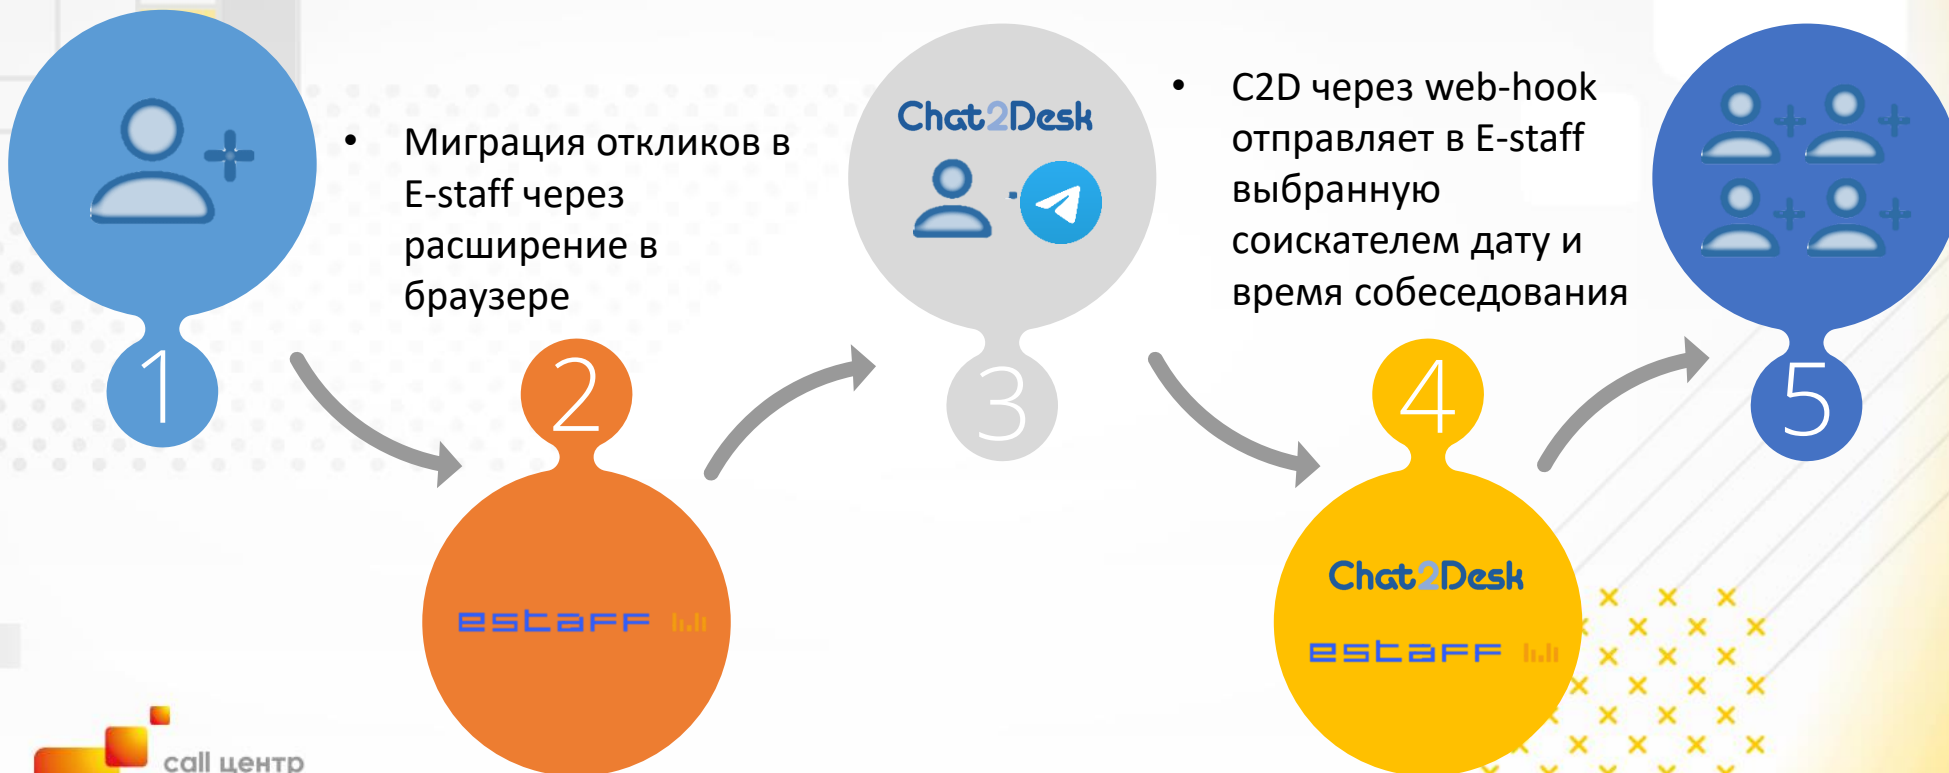 1
• Миграция откликов в
E-staff через
расширение в
браузере
2
estaff
Chat2Desk
3
• C2D через web-hook
отправляет в E-staff
выбранную
соискателем дату и
время собеседования
4
Chat2Desk
estaff
5
call центр